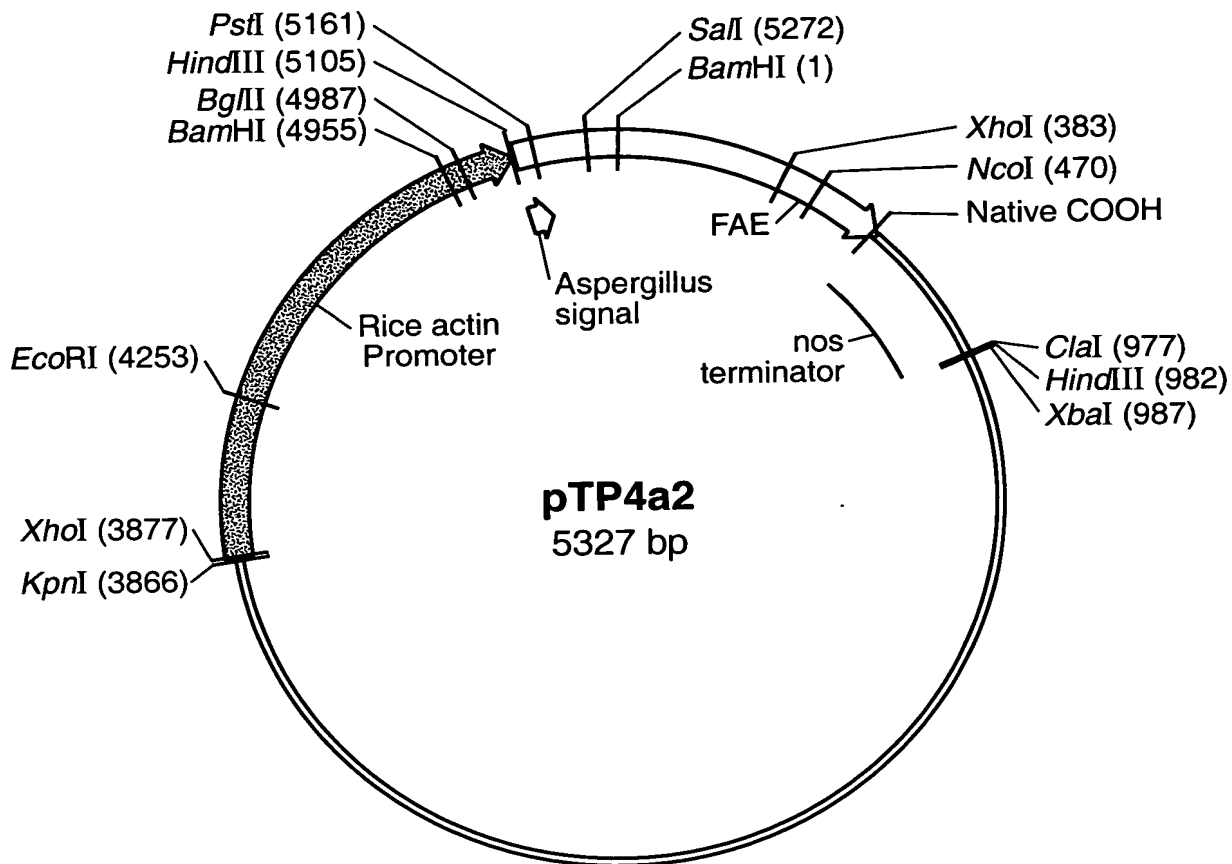 PstI (5161)
HindIII (5105)
BglII (4987)
BamHI (4955)
SalI (5272)
BamHI (1)
XhoI (383)
NcoI (470)
Native COOH
FAE
Aspergillus
signal
Rice actin
Promoter
nos
terminator
EcoRI (4253)
ClaI (977)
HindIII (982)
XbaI (987)
pTP4a2
5327 bp
XhoI (3877)
KpnI (3866)